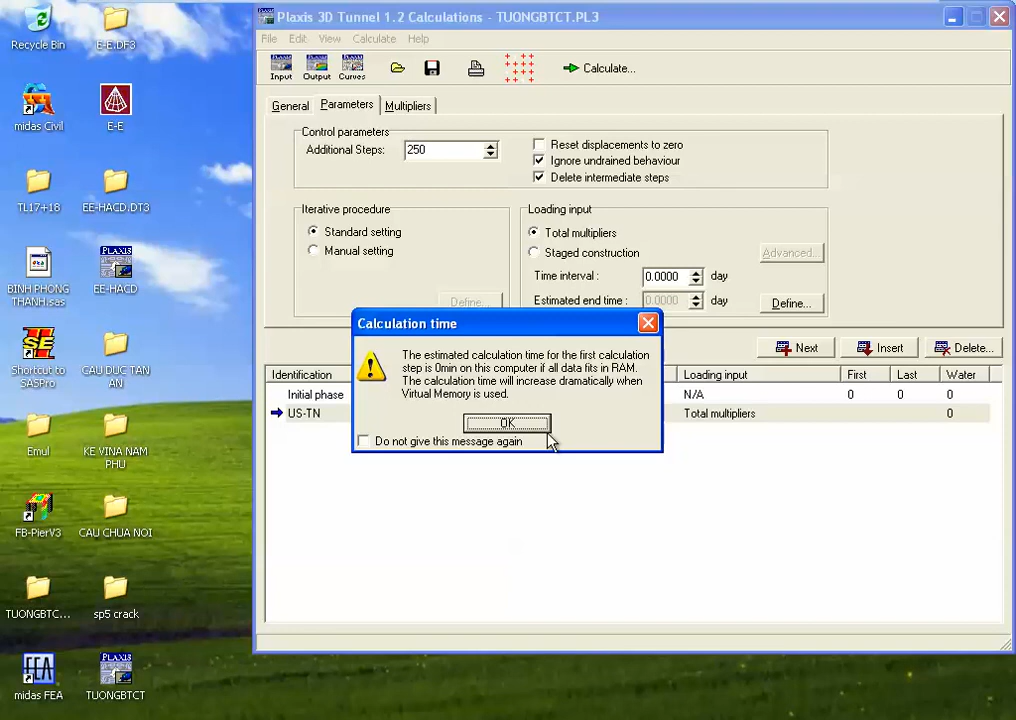 Recycle Bin
E-E.DF3
midas Civil
E-E
TL17+18
EE-HACD.DT3
BINH PHONG
THANH.sas
EE-HACD
Shortcut to
SASPro
CAU DUC TAN
AN
Emul
KE VINA NAM
PHU
FB-PierV3
CAU CHUA NOI
TUONGBTC...
sp5 crack
midas FEA
TUONGBTCT
Plaxis 3D Tunnel 1.2 Calculations - TUONGBTCT.PL3
File Edit View Calculate Help
Input Output Curves Calculate...
General Parameters Multipliers
Control parameters
Additional Steps: 250
Reset displacements to zero
Ignore undrained behaviour
Delete intermediate steps
Iterative procedure
Standard setting
Manual setting
Define...
Loading input
Total multipliers
Staged construction
Advanced...
Time interval : 0.0000 day
Estimated end time : 0.0000 day
Define...
Next Insert Delete...
Identification Loading input First Last Water
Initial phase N/A 0 0 0
US-TN Total multipliers 0
Calculation time
The estimated calculation time for the first calculation
step is 0min on this computer if all data fits in RAM.
The calculation time will increase dramatically when
Virtual Memory is used.
OK
Do not give this message again
PLAXIS
PLAXIS
SE
FEA